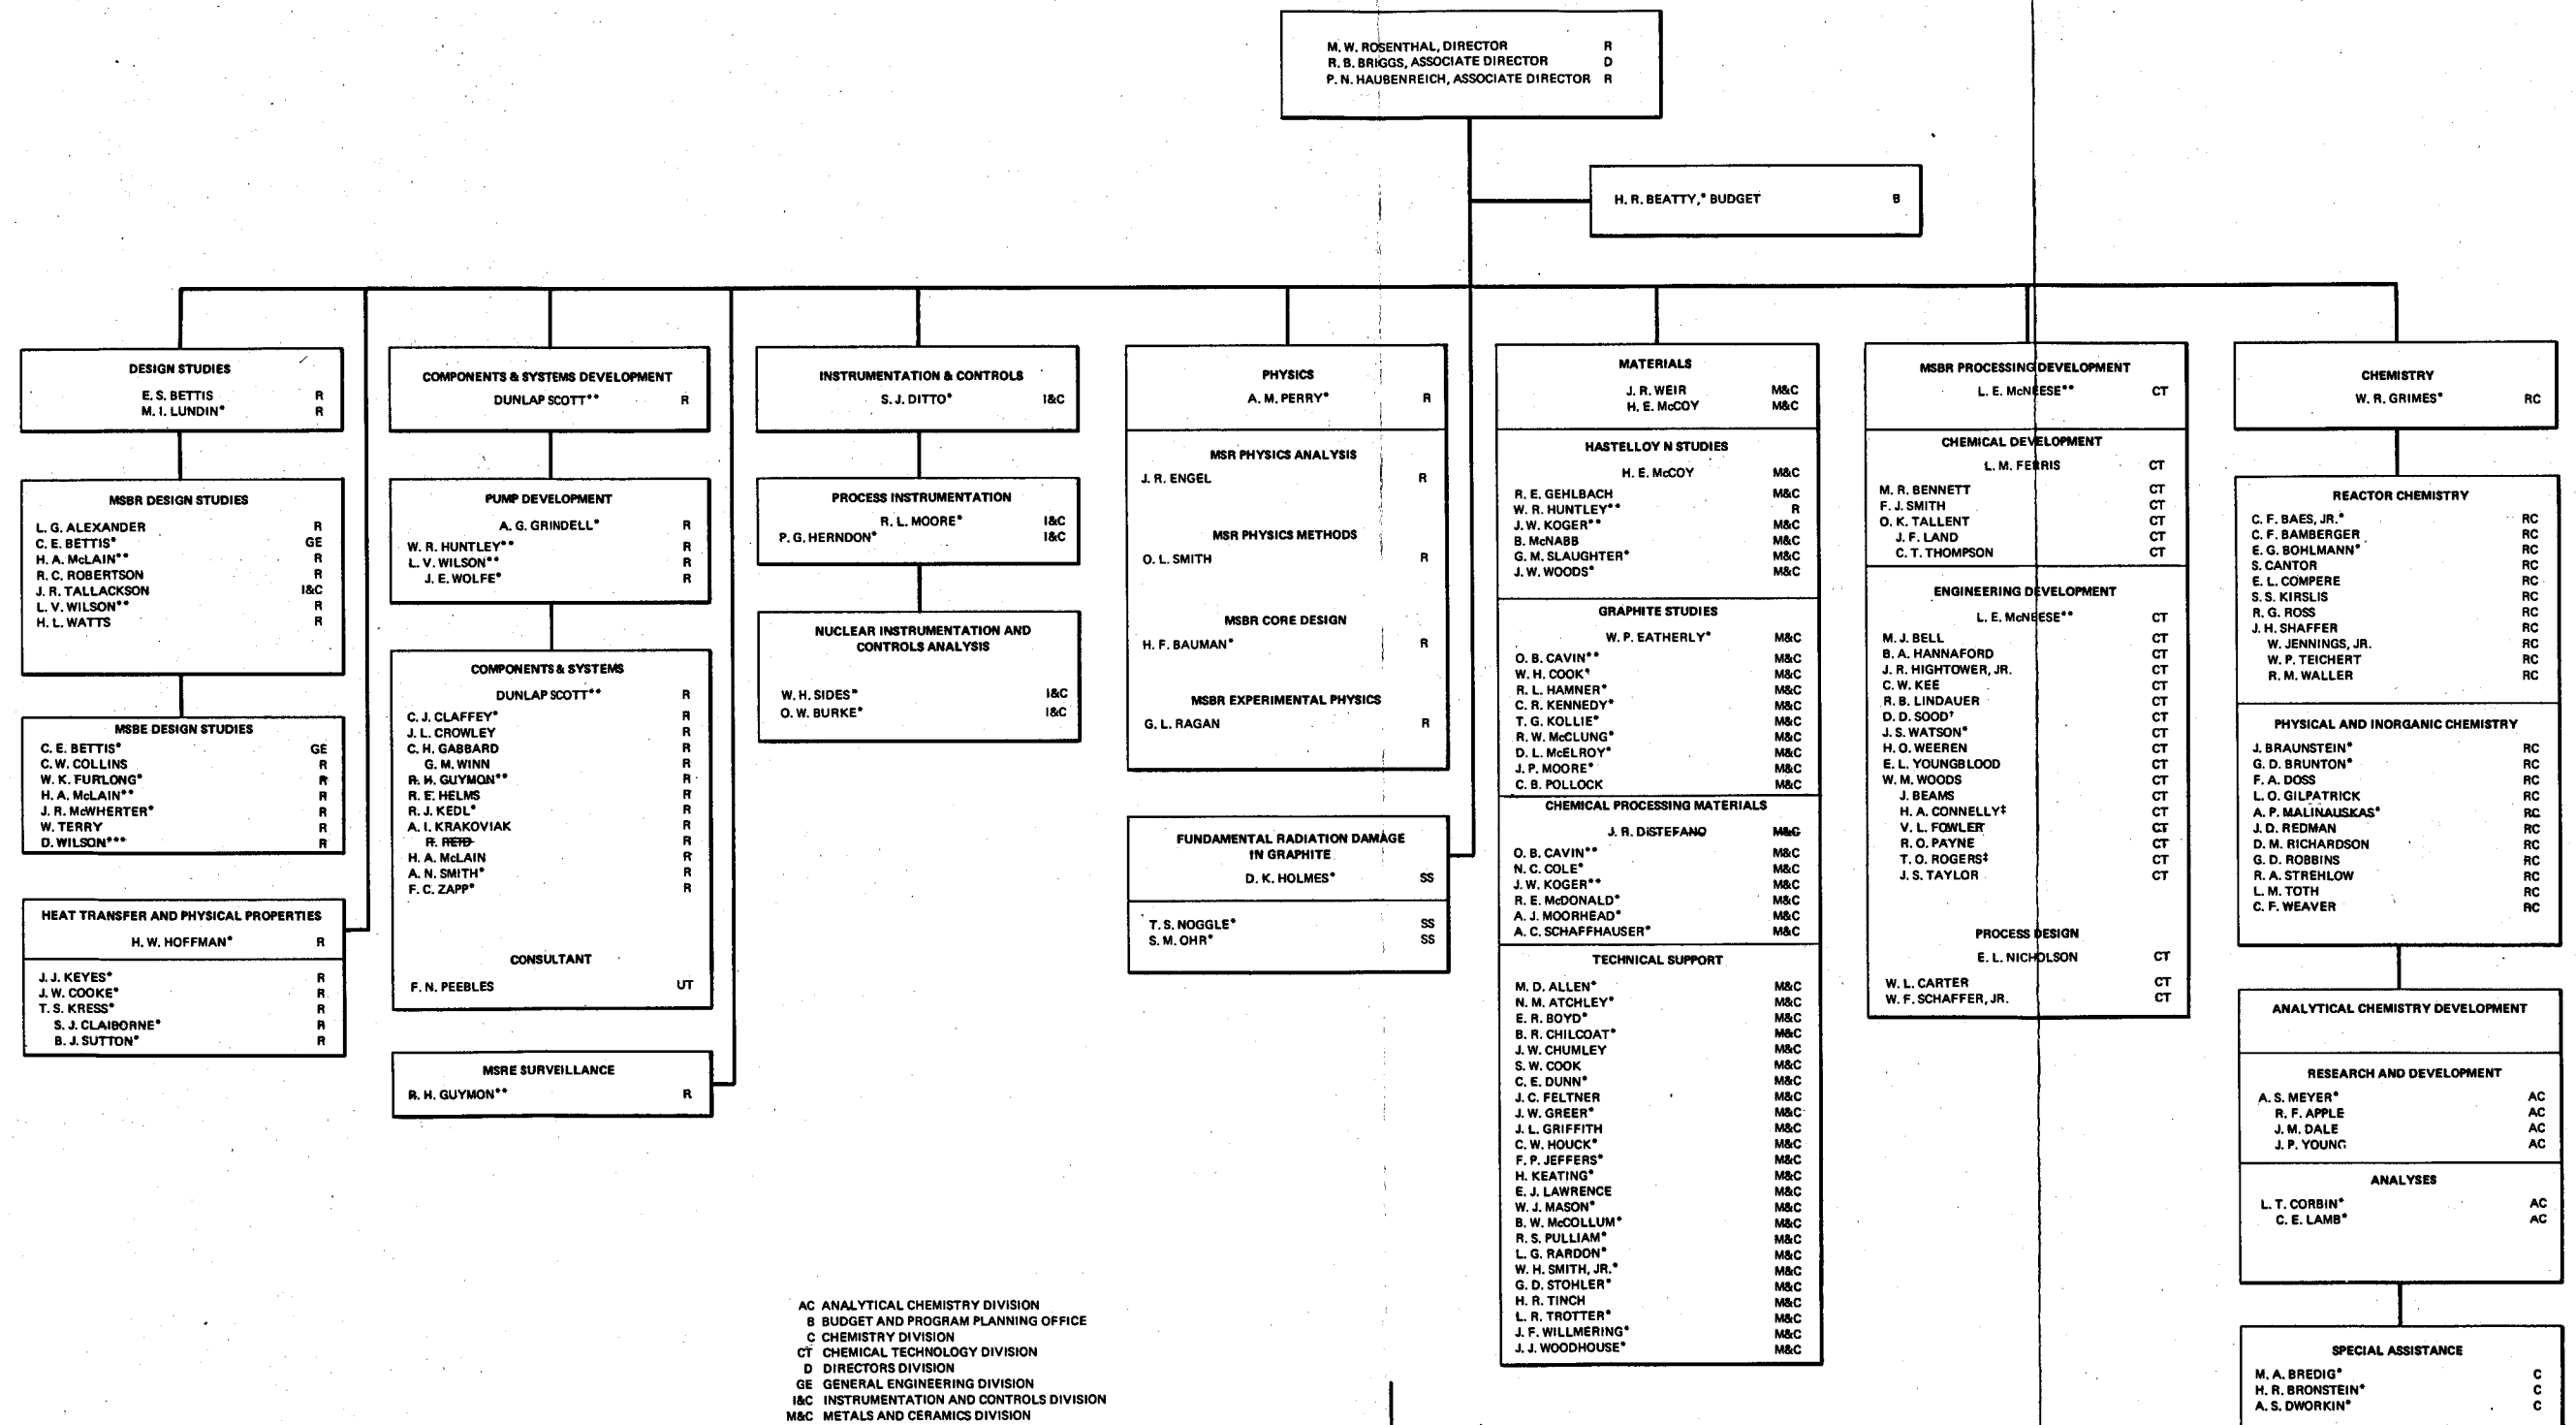 M. W. ROSENTHAL, DIRECTOR R
R. B. BRIGGS, ASSOCIATE DIRECTOR D
P. N. HAUBENREICH, ASSOCIATE DIRECTOR R
H. R. BEATTY,* BUDGET B
DESIGN STUDIES
E. S. BETTIS R
M. I. LUNDIN* R
MSBR DESIGN STUDIES
L. G. ALEXANDER R
C. E. BETTIS* GE
H. A. McLAIN** R
R. C. ROBERTSON R
J. R. TALLACKSON I&C
L. V. WILSON** R
H. L. WATTS R
MSBE DESIGN STUDIES
C. E. BETTIS* GE
C. W. COLLINS R
W. K. FURLONG* R
H. A. McLAIN** R
J. R. McWHERTER* R
W. TERRY R
D. WILSON*** R
HEAT TRANSFER AND PHYSICAL PROPERTIES
H. W. HOFFMAN* R
J. J. KEYES* R
J. W. COOKE* R
T. S. KRESS* R
S. J. CLAIBORNE* R
B. J. SUTTON* R
COMPONENTS & SYSTEMS DEVELOPMENT
DUNLAP SCOTT** R
PUMP DEVELOPMENT
A. G. GRINDELL* R
W. R. HUNTLEY** R
L. V. WILSON** R
J. E. WOLFE* R
COMPONENTS & SYSTEMS
DUNLAP SCOTT** R
C. J. CLAFFEY* R
J. L. CROWLEY R
C. H. GABBARD R
G. M. WINN R
R. H. GUYMON** R
R. E. HELMS R
R. J. KEDL* R
A. I. KRAKOVIAK R
R. REID R
H. A. McLAIN R
A. N. SMITH* R
F. C. ZAPP* R
CONSULTANT
F. N. PEEBLES UT
MSRE SURVEILLANCE
R. H. GUYMON** R
INSTRUMENTATION & CONTROLS
S. J. DITTO* I&C
PROCESS INSTRUMENTATION
R. L. MOORE* I&C
P. G. HERNDON* I&C
NUCLEAR INSTRUMENTATION AND
CONTROLS ANALYSIS
W. H. SIDES* I&C
O. W. BURKE* I&C
PHYSICS
A. M. PERRY* R
MSR PHYSICS ANALYSIS
J. R. ENGEL R
MSR PHYSICS METHODS
O. L. SMITH R
MSBR CORE DESIGN
H. F. BAUMAN* R
MSBR EXPERIMENTAL PHYSICS
G. L. RAGAN R
FUNDAMENTAL RADIATION DAMAGE
IN GRAPHITE
D. K. HOLMES* SS
T. S. NOGGLE* SS
S. M. OHR* SS
MATERIALS
J. R. WEIR M&C
H. E. McCOY M&C
HASTELLOY N STUDIES
H. E. McCOY M&C
R. E. GEHLBACH M&C
W. R. HUNTLEY** R
J. W. KOGER** M&C
B. McNABB M&C
G. M. SLAUGHTER* M&C
J. W. WOODS* M&C
GRAPHITE STUDIES
W. P. EATHERLY* M&C
O. B. CAVIN** M&C
W. H. COOK* M&C
R. L. HAMNER* M&C
C. R. KENNEDY* M&C
T. G. KOLLIE* M&C
R. W. McCLUNG* M&C
D. L. McELROY* M&C
J. P. MOORE* M&C
C. B. POLLOCK M&C
CHEMICAL PROCESSING MATERIALS
J. R. DiSTEFANO M&C
O. B. CAVIN** M&C
N. C. COLE* M&C
J. W. KOGER** M&C
R. E. McDONALD* M&C
A. J. MOORHEAD* M&C
A. C. SCHAFFHAUSER* M&C
TECHNICAL SUPPORT
M. D. ALLEN* M&C
N. M. ATCHLEY* M&C
E. R. BOYD* M&C
B. R. CHILCOAT* M&C
J. W. CHUMLEY M&C
S. W. COOK M&C
C. E. DUNN* M&C
J. C. FELTNER M&C
J. W. GREER* M&C
J. L. GRIFFITH M&C
C. W. HOUCK* M&C
F. P. JEFFERS* M&C
H. KEATING* M&C
E. J. LAWRENCE M&C
W. J. MASON* M&C
B. W. McCOLLUM* M&C
R. S. PULLIAM* M&C
L. G. RARDON* M&C
W. H. SMITH, JR.* M&C
G. D. STOHLER* M&C
H. R. TINCH M&C
L. R. TROTTER* M&C
J. F. WILLMERING* M&C
J. J. WOODHOUSE* M&C
MSBR PROCESSING DEVELOPMENT
L. E. McNEESE** CT
CHEMICAL DEVELOPMENT
L. M. FERRIS CT
M. R. BENNETT CT
F. J. SMITH CT
O. K. TALLENT CT
J. F. LAND CT
C. T. THOMPSON CT
ENGINEERING DEVELOPMENT
L. E. McNEESE** CT
M. J. BELL CT
B. A. HANNAFORD CT
J. R. HIGHTOWER, JR. CT
C. W. KEE CT
R. B. LINDAUER CT
D. D. SOOD† CT
J. S. WATSON* CT
H. O. WEEREN CT
E. L. YOUNGBLOOD CT
W. M. WOODS CT
J. BEAMS CT
H. A. CONNELLY‡ CT
V. L. FOWLER CT
R. O. PAYNE CT
T. O. ROGERS‡ CT
J. S. TAYLOR CT
PROCESS DESIGN
E. L. NICHOLSON CT
W. L. CARTER CT
W. F. SCHAFFER, JR. CT
CHEMISTRY
W. R. GRIMES* RC
REACTOR CHEMISTRY
C. F. BAES, JR.* RC
C. F. BAMBERGER RC
E. G. BOHLMANN* RC
S. CANTOR RC
E. L. COMPERE RC
S. S. KIRSLIS RC
R. G. ROSS RC
J. H. SHAFFER RC
W. JENNINGS, JR. RC
W. P. TEICHERT RC
R. M. WALLER RC
PHYSICAL AND INORGANIC CHEMISTRY
J. BRAUNSTEIN* RC
G. D. BRUNTON* RC
F. A. DOSS RC
L. O. GILPATRICK RC
A. P. MALINAUSKAS* RC
J. D. REDMAN RC
D. M. RICHARDSON RC
G. D. ROBBINS RC
R. A. STREHLOW RC
L. M. TOTH RC
C. F. WEAVER RC
ANALYTICAL CHEMISTRY DEVELOPMENT
RESEARCH AND DEVELOPMENT
A. S. MEYER* AC
R. F. APPLE AC
J. M. DALE AC
J. P. YOUNG AC
ANALYSES
L. T. CORBIN* AC
C. E. LAMB* AC
SPECIAL ASSISTANCE
M. A. BREDIG* C
H. R. BRONSTEIN* C
A. S. DWORKIN* C
AC ANALYTICAL CHEMISTRY DIVISION
B BUDGET AND PROGRAM PLANNING OFFICE
C CHEMISTRY DIVISION
CT CHEMICAL TECHNOLOGY DIVISION
D DIRECTORS DIVISION
GE GENERAL ENGINEERING DIVISION
I&C INSTRUMENTATION AND CONTROLS DIVISION
M&C METALS AND CERAMICS DIVISION